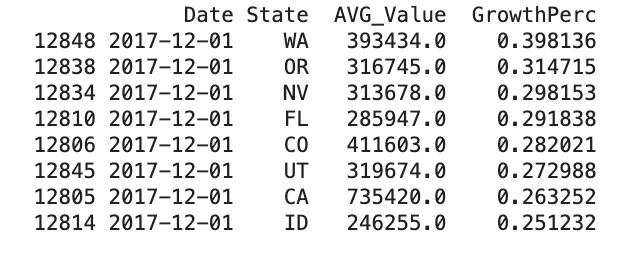 Date State AVG_Value GrowthPerc
12848 2017-12-01 WA 393434.0 0.398136
12838 2017-12-01 OR 316745.0 0.314715
12834 2017-12-01 NV 313678.0 0.298153
12810 2017-12-01 FL 285947.0 0.291838
12806 2017-12-01 CO 411603.0 0.282021
12845 2017-12-01 UT 319674.0 0.272988
12805 2017-12-01 CA 735420.0 0.263252
12814 2017-12-01 ID 246255.0 0.251232